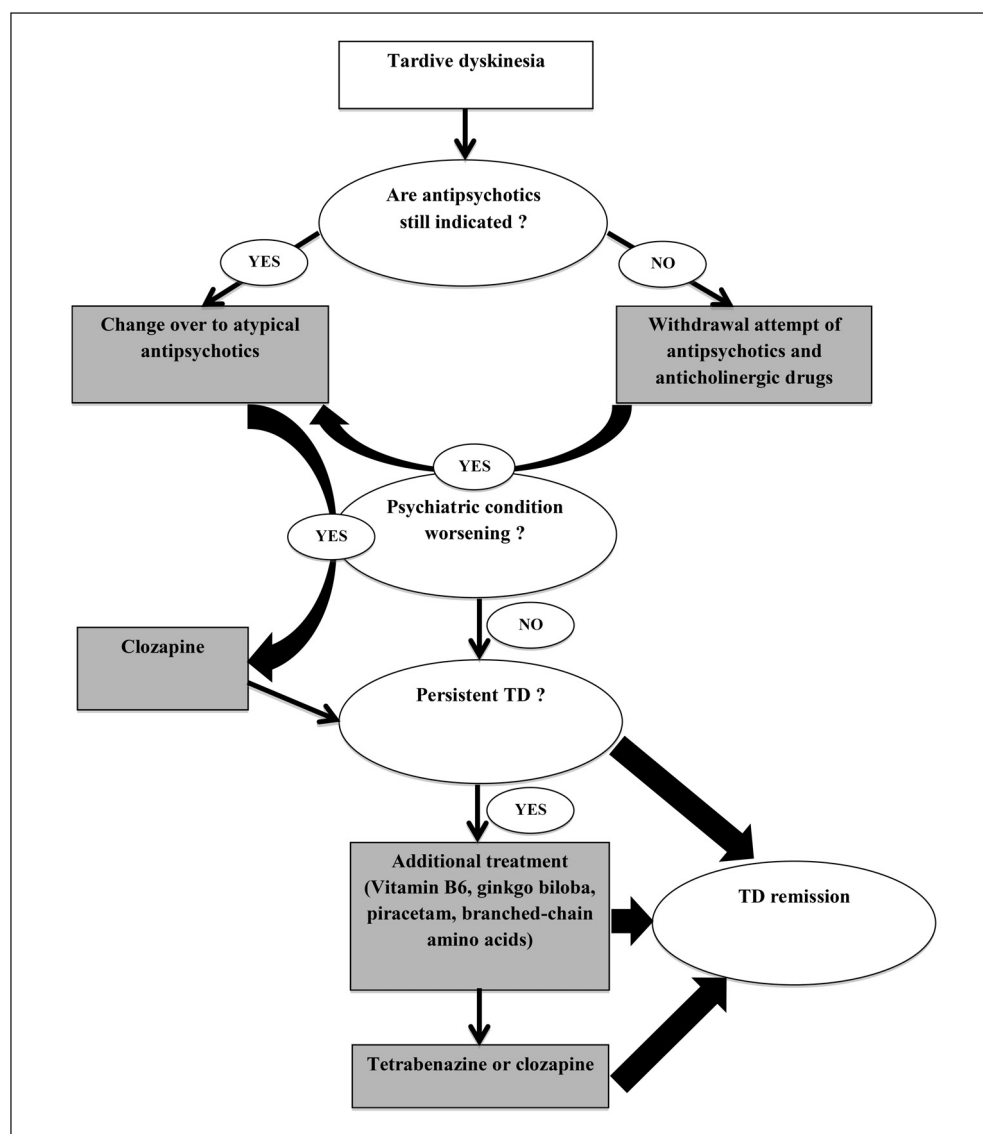 Tardive dyskinesia
Are antipsychotics
still indicated ?
YES
NO
Change over to atypical
antipsychotics
Withdrawal attempt of
antipsychotics and
anticholinergic drugs
YES
Psychiatric condition
worsening ?
YES
NO
Clozapine
Persistent TD ?
YES
Additional treatment
(Vitamin B6, ginkgo biloba,
piracetam, branched-chain
amino acids)
TD remission
Tetrabenazine or clozapine